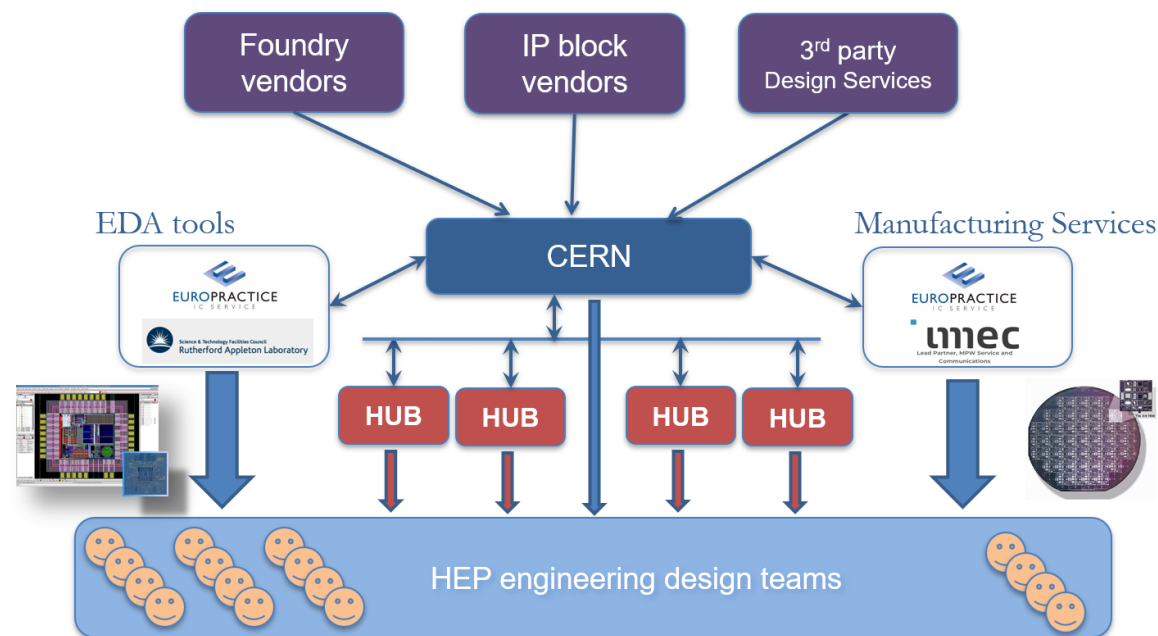 Foundry
vendors
IP block
vendors
3rd party
Design Services
EDA tools
CERN
Manufacturing Services
EUROPRACTICE
IC SERVICE
Science & Technology Facilities Council
Rutherford Appleton Laboratory
EUROPRACTICE
IC SERVICE
imec
Lead Partner, MPW Service and
Communications
HUB
HUB
HUB
HUB
HEP engineering design teams